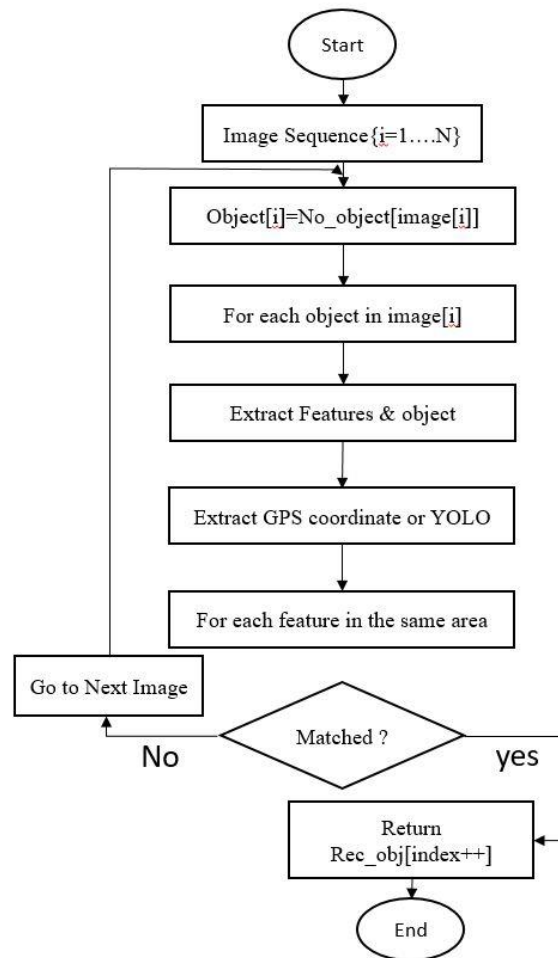 Start
Image Sequence{i=1....N}
Object[i]=No_object[image[i]]
For each object in image[i]
Extract Features & object
Extract GPS coordinate or YOLO
For each feature in the same area
Go to Next Image
Matched ?
No
yes
Return
Rec_obj[index++]
End